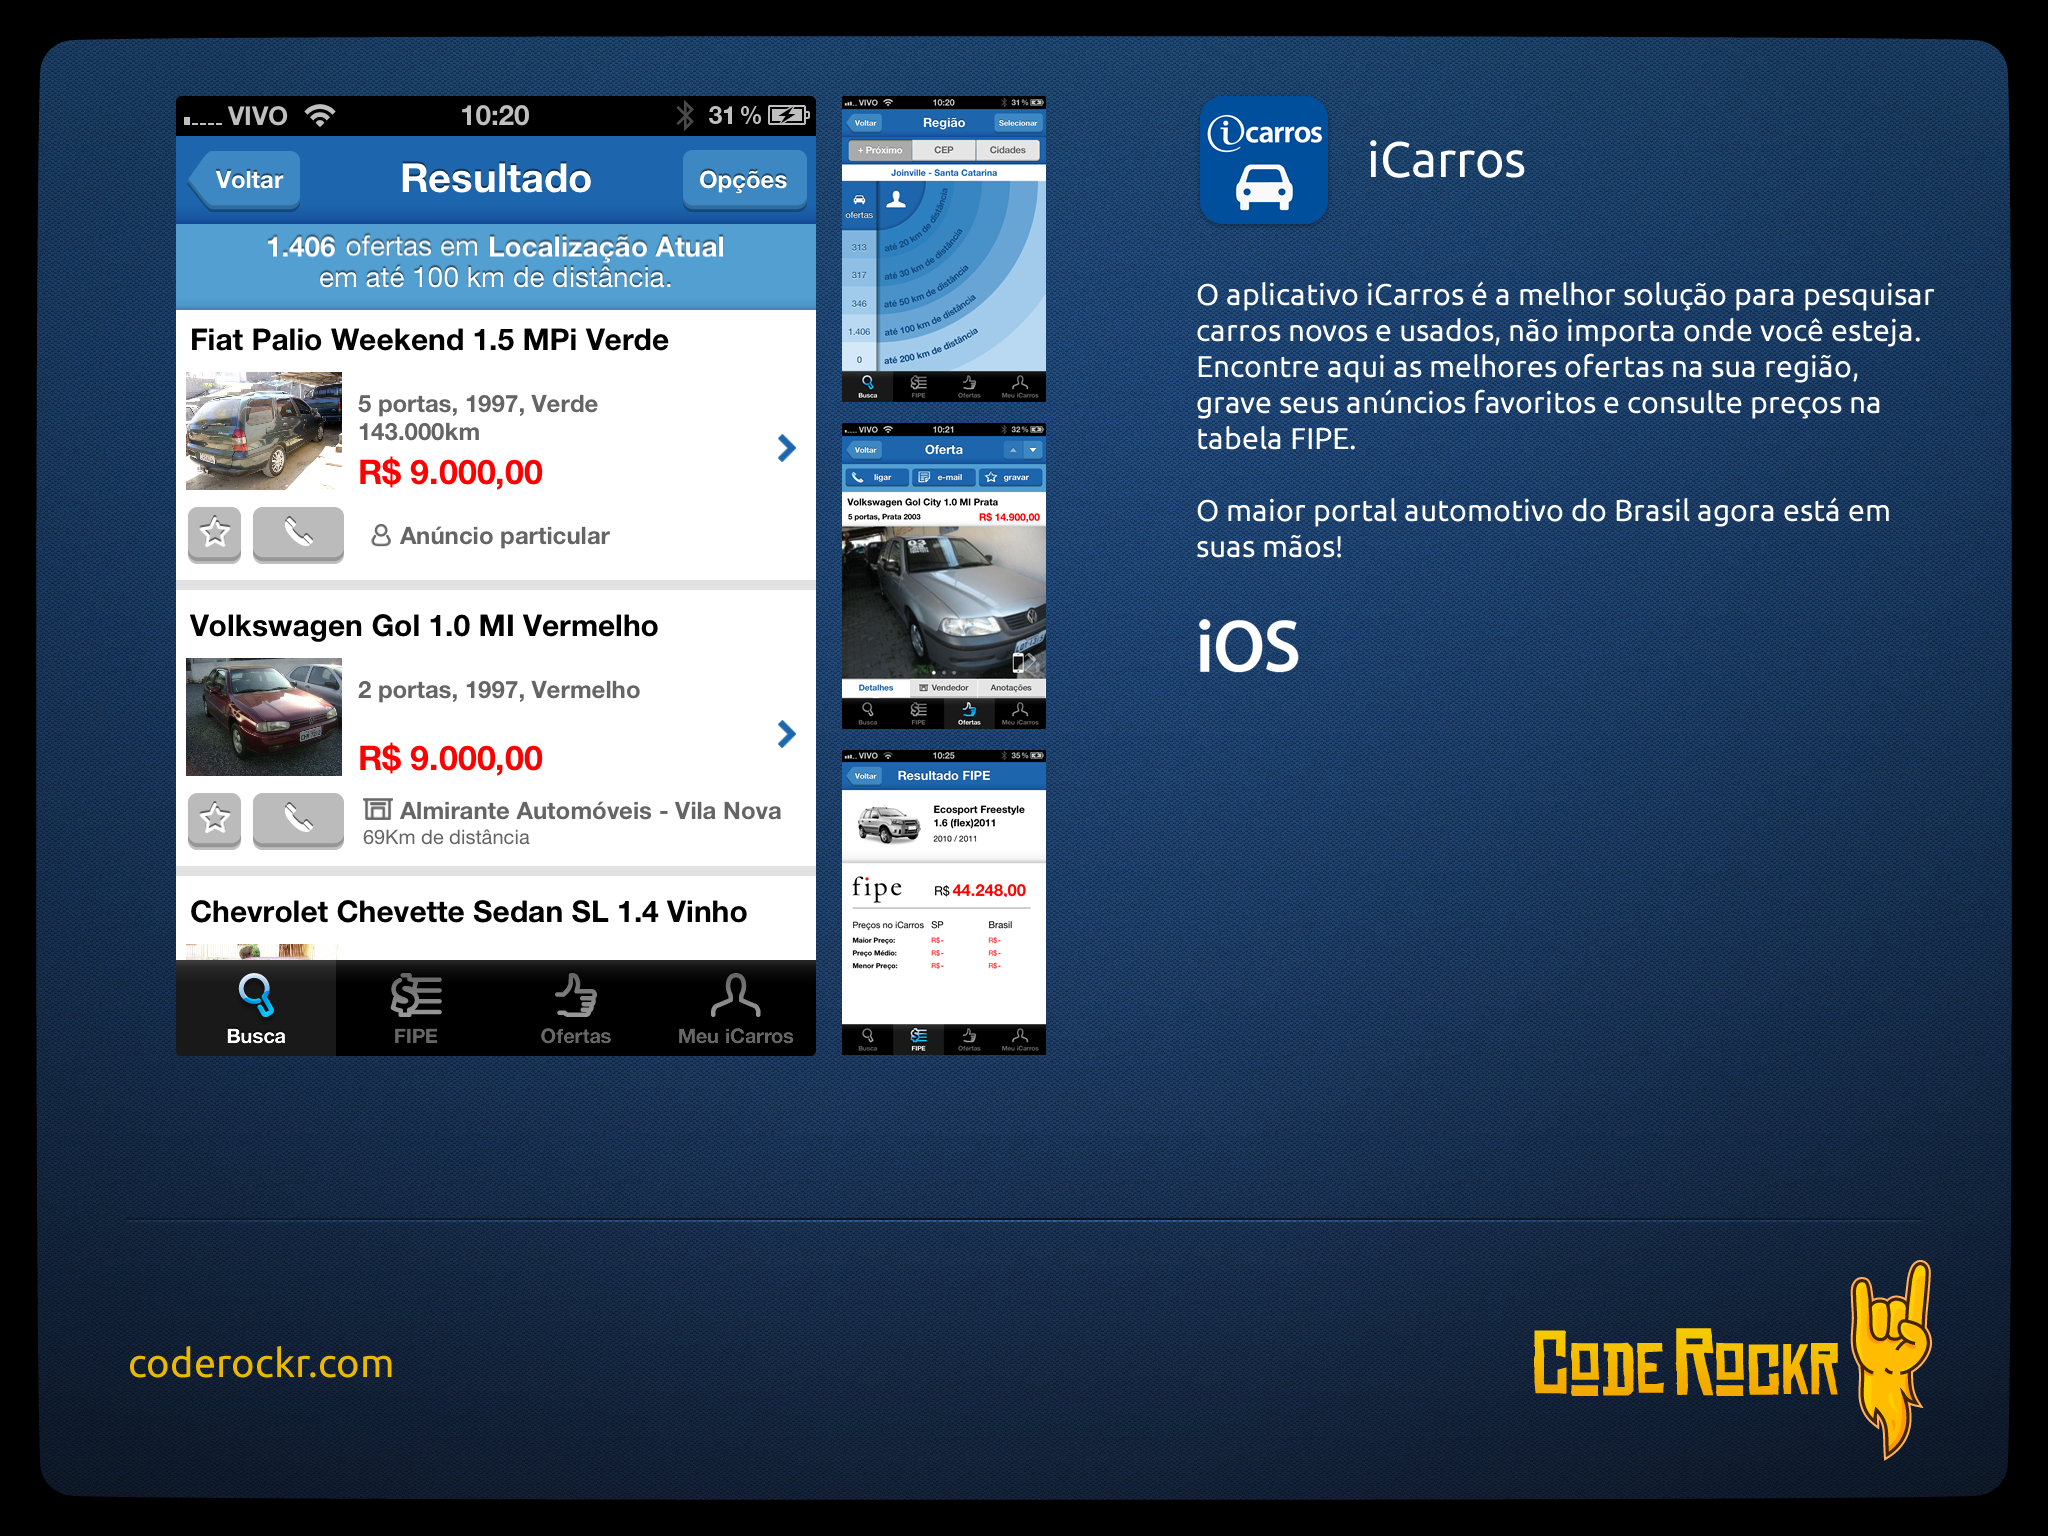 VIVO 10:20 31 %
Voltar Resultado Opções
1.406 ofertas em Localização Atual
em até 100 km de distância.
Fiat Palio Weekend 1.5 MPi Verde
5 portas, 1997, Verde
143.000km
R$ 9.000,00
Anúncio particular
Volkswagen Gol 1.0 MI Vermelho
2 portas, 1997, Vermelho
R$ 9.000,00
Almirante Automóveis - Vila Nova
69Km de distância
Chevrolet Chevette Sedan SL 1.4 Vinho
Busca FIPE Ofertas Meu iCarros
VIVO 10:20 31 %
Voltar Região Selecionar
+ Próximo CEP Cidades
Joinville - Santa Catarina
ofertas
313 até 20 km de distância
317 até 30 km de distância
346 até 50 km de distância
1.406 até 100 km de distância
0 até 200 km de distância
Busca FIPE Ofertas Meu iCarros
VIVO 10:21 32 %
Voltar Oferta
ligar e-mail gravar
Volkswagen Gol City 1.0 MI Prata
5 portas, Prata 2003 R$ 14.900,00
03
Detalhes Vendedor Anotações
Busca FIPE Ofertas Meu iCarros
VIVO 10:25 35 %
Voltar Resultado FIPE
Ecosport Freestyle
1.6 (flex)2011
2010 / 2011
fipe R$ 44.248,00
Preços no iCarros SP Brasil
Maior Preço: R$- R$-
Preço Médio: R$- R$-
Menor Preço: R$- R$-
Busca FIPE Ofertas Meu iCarros
icarros
iCarros
O aplicativo iCarros é a melhor solução para pesquisar
carros novos e usados, não importa onde você esteja.
Encontre aqui as melhores ofertas na sua região,
grave seus anúncios favoritos e consulte preços na
tabela FIPE.
O maior portal automotivo do Brasil agora está em
suas mãos!
iOS
coderockr.com
CODE ROCKR